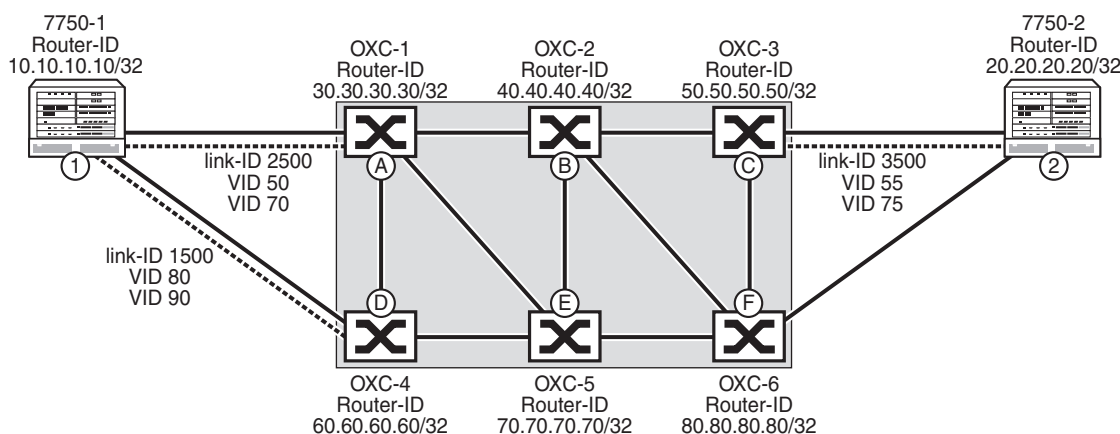 7750-1
Router-ID
10.10.10.10/32
OXC-1
Router-ID
30.30.30.30/32
OXC-2
Router-ID
40.40.40.40/32
OXC-3
Router-ID
50.50.50.50/32
7750-2
Router-ID
20.20.20.20/32
1
A
B
C
2
link-ID 2500
VID 50
VID 70
link-ID 3500
VID 55
VID 75
link-ID 1500
VID 80
VID 90
D
E
F
OXC-4
Router-ID
60.60.60.60/32
OXC-5
Router-ID
70.70.70.70/32
OXC-6
Router-ID
80.80.80.80/32